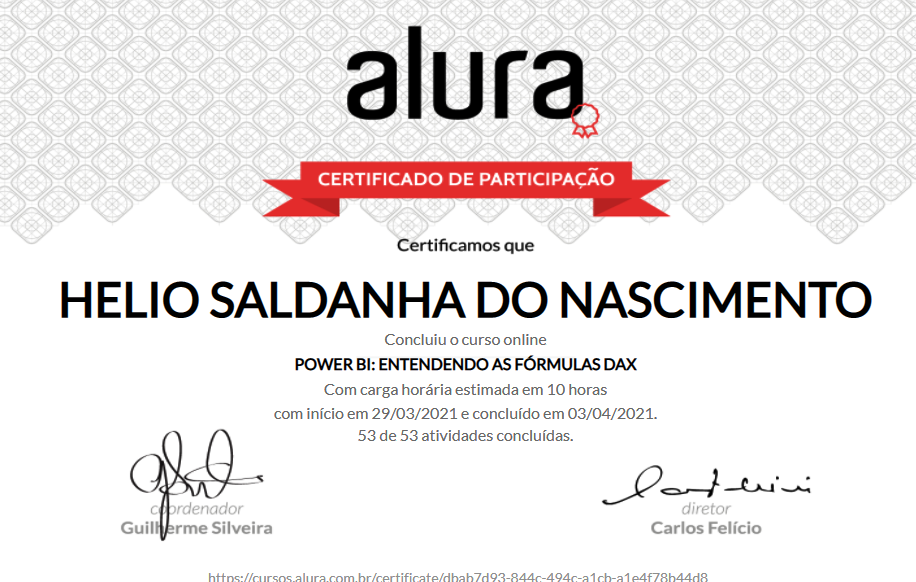 alura
CERTIFICADO DE PARTICIPAÇÃO
Certificamos que
HELIO SALDANHA DO NASCIMENTO
Concluiu o curso online
POWER BI: ENTENDENDO AS FÓRMULAS DAX
Com carga horária estimada em 10 horas
com início em 29/03/2021 e concluído em 03/04/2021.
53 de 53 atividades concluídas.
coordenador
Guilherme Silveira
diretor
Carlos Felício
https://cursos.alura.com.br/certificate/dbab7d93-844c-494c-a1cb-a1e4f78b44d8